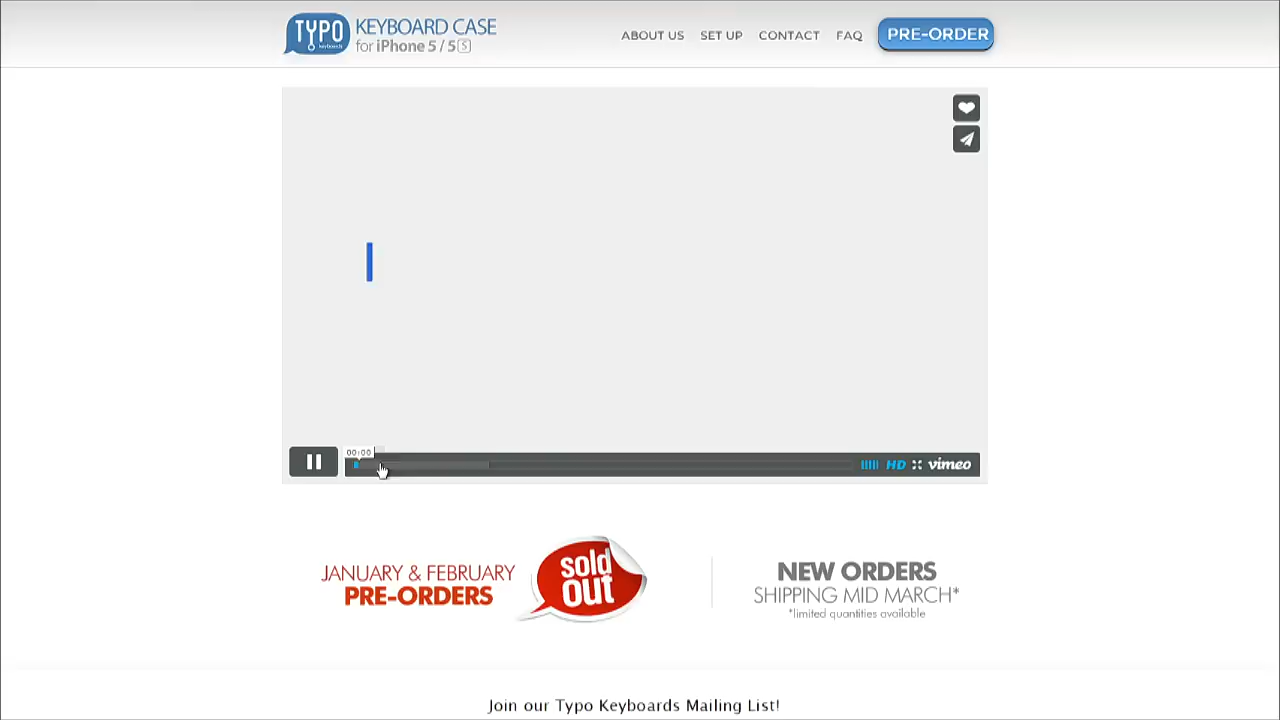 TYPO
keyboards
KEYBOARD CASE
for iPhone 5 / 5S
ABOUT US
SET UP
CONTACT
FAQ
PRE-ORDER
00:00
HD
vimeo
JANUARY & FEBRUARY
PRE-ORDERS
sold
out
NEW ORDERS
SHIPPING MID MARCH*
*limited quantities available
Join our Typo Keyboards Mailing List!